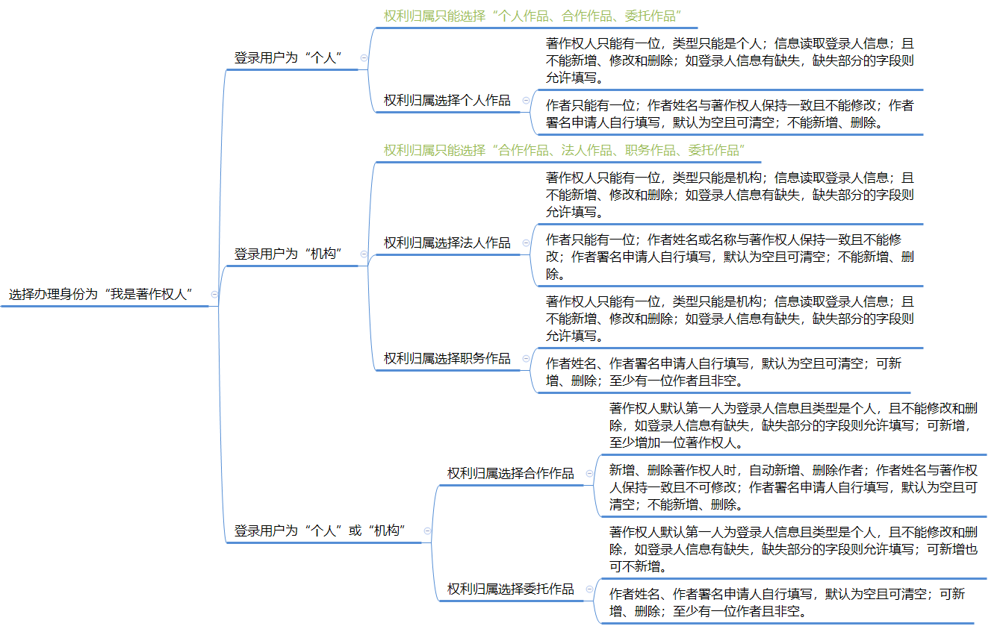 选择办理身份为“我是著作权人”
登录用户为“个人”
权利归属只能选择“个人作品、合作作品、委托作品”
权利归属选择个人作品
著作权人只能有一位，类型只能是个人；信息读取登录人信息；且
不能新增、修改和删除；如登录人信息有缺失，缺失部分的字段则
允许填写。
作者只能有一位；作者姓名与著作权人保持一致且不能修改；作者
署名申请人自行填写，默认为空且可清空；不能新增、删除。
登录用户为“机构”
权利归属只能选择“合作作品、法人作品、职务作品、委托作品”
权利归属选择法人作品
著作权人只能有一位，类型只能是机构；信息读取登录人信息；且
不能新增、修改和删除；如登录人信息有缺失，缺失部分的字段则
允许填写。
作者只能有一位；作者姓名或名称与著作权人保持一致且不能修
改；作者署名申请人自行填写，默认为空且可清空；不能新增、删
除。
权利归属选择职务作品
著作权人只能有一位，类型只能是机构；信息读取登录人信息；且
不能新增、修改和删除；如登录人信息有缺失，缺失部分的字段则
允许填写。
作者姓名、作者署名申请人自行填写，默认为空且可清空；可新
增、删除；至少有一位作者且非空。
登录用户为“个人”或“机构”
权利归属选择合作作品
著作权人默认第一人为登录人信息且类型是个人，且不能修改和删
除，如登录人信息有缺失，缺失部分的字段则允许填写；可新增，
至少增加一位著作权人。
新增、删除著作权人时，自动新增、删除作者；作者姓名与著作权
人保持一致且不可修改；作者署名申请人自行填写，默认为空且可
清空；不能新增、删除。
权利归属选择委托作品
著作权人默认第一人为登录人信息且类型是个人，且不能修改和删
除，如登录人信息有缺失，缺失部分的字段则允许填写；可新增也
可不新增。
作者姓名、作者署名申请人自行填写，默认为空且可清空；可新
增、删除；至少有一位作者且非空。